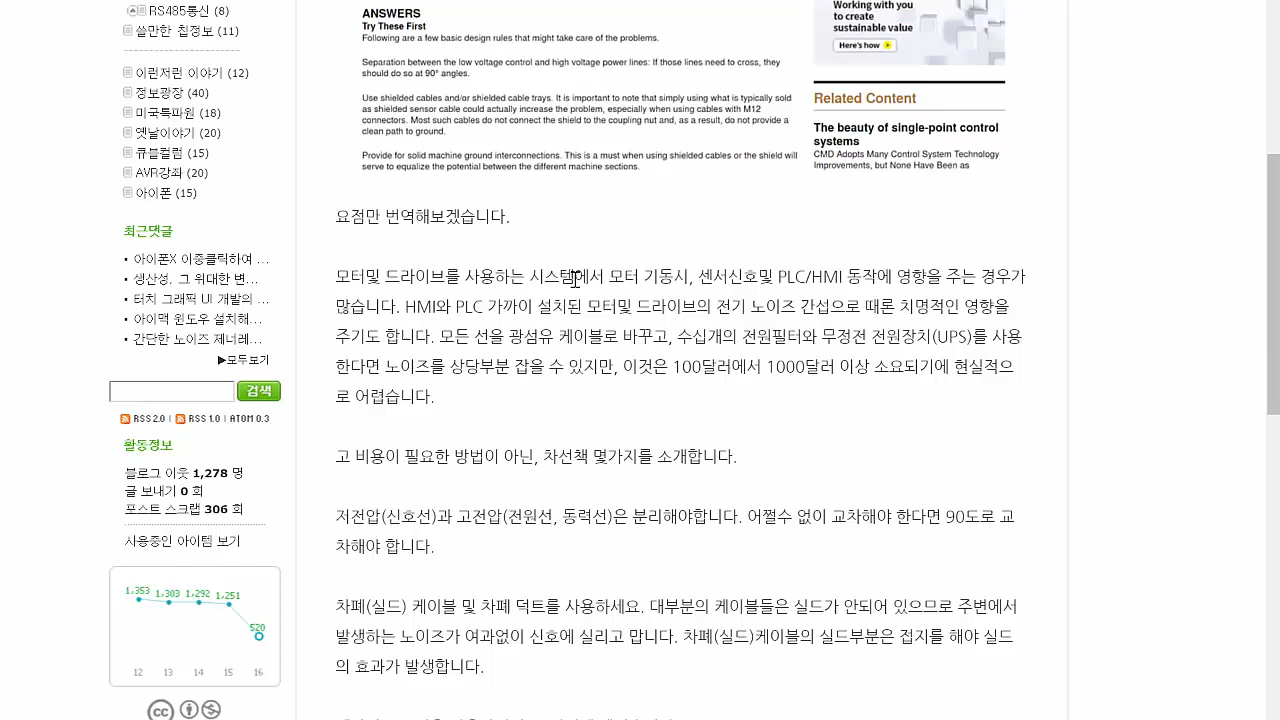 RS485통신 (8)
쓸만한 칩정보 (11)
이런저런 이야기 (12)
정보광장 (40)
미국특파원 (18)
옛날이야기 (20)
큐플컬럼 (15)
AVR강좌 (20)
아이폰 (15)
최근댓글
아이폰X 이중클릭하여 ...
생산성, 그 위대한 변...
터치 그래픽 UI 개발의 ...
아이맥 윈도우 설치해...
간단한 노이즈 제너레...
▶모두보기
검색
RSS 2.0 | RSS 1.0 | ATOM 0.3
활동정보
블로그 이웃 1,278 명
글 보내기 0 회
포스트 스크랩 306 회
사용중인 아이템 보기
1,353 1,303 1,292 1,251
520
12 13 14 15 16
cc
ANSWERS
Try These First
Following are a few basic design rules that might take care of the problems.
Separation between the low voltage control and high voltage power lines: If those lines need to cross, they
should do so at 90° angles.
Use shielded cables and/or shielded cable trays. It is important to note that simply using what is typically sold
as shielded sensor cable could actually increase the problem, especially when using cables with M12
connectors. Most such cables do not connect the shield to the coupling nut and, as a result, do not provide a
clean path to ground.
Provide for solid machine ground interconnections. This is a must when using shielded cables or the shield will
serve to equalize the potential between the different machine sections.
Working with you
to create
sustainable value
Here's how
Related Content
The beauty of single-point control
systems
CMD Adopts Many Control System Technology
Improvements, but None Have Been as
요점만 번역해보겠습니다.
모터및 드라이브를 사용하는 시스템에서 모터 기동시, 센서신호및 PLC/HMI 동작에 영향을 주는 경우가
많습니다. HMI와 PLC 가까이 설치된 모터및 드라이브의 전기 노이즈 간섭으로 때론 치명적인 영향을
주기도 합니다. 모든 선을 광섬유 케이블로 바꾸고, 수십개의 전원필터와 무정전 전원장치(UPS)를 사용
한다면 노이즈를 상당부분 잡을 수 있지만, 이것은 100달러에서 1000달러 이상 소요되기에 현실적으
로 어렵습니다.
고 비용이 필요한 방법이 아닌, 차선책 몇가지를 소개합니다.
저전압(신호선)과 고전압(전원선, 동력선)은 분리해야합니다. 어쩔수 없이 교차해야 한다면 90도로 교
차해야 합니다.
차폐(실드) 케이블 및 차폐 덕트를 사용하세요. 대부분의 케이블들은 실드가 안되어 있으므로 주변에서
발생하는 노이즈가 여과없이 신호에 실리고 맙니다. 차폐(실드)케이블의 실드부분은 접지를 해야 실드
의 효과가 발생합니다.